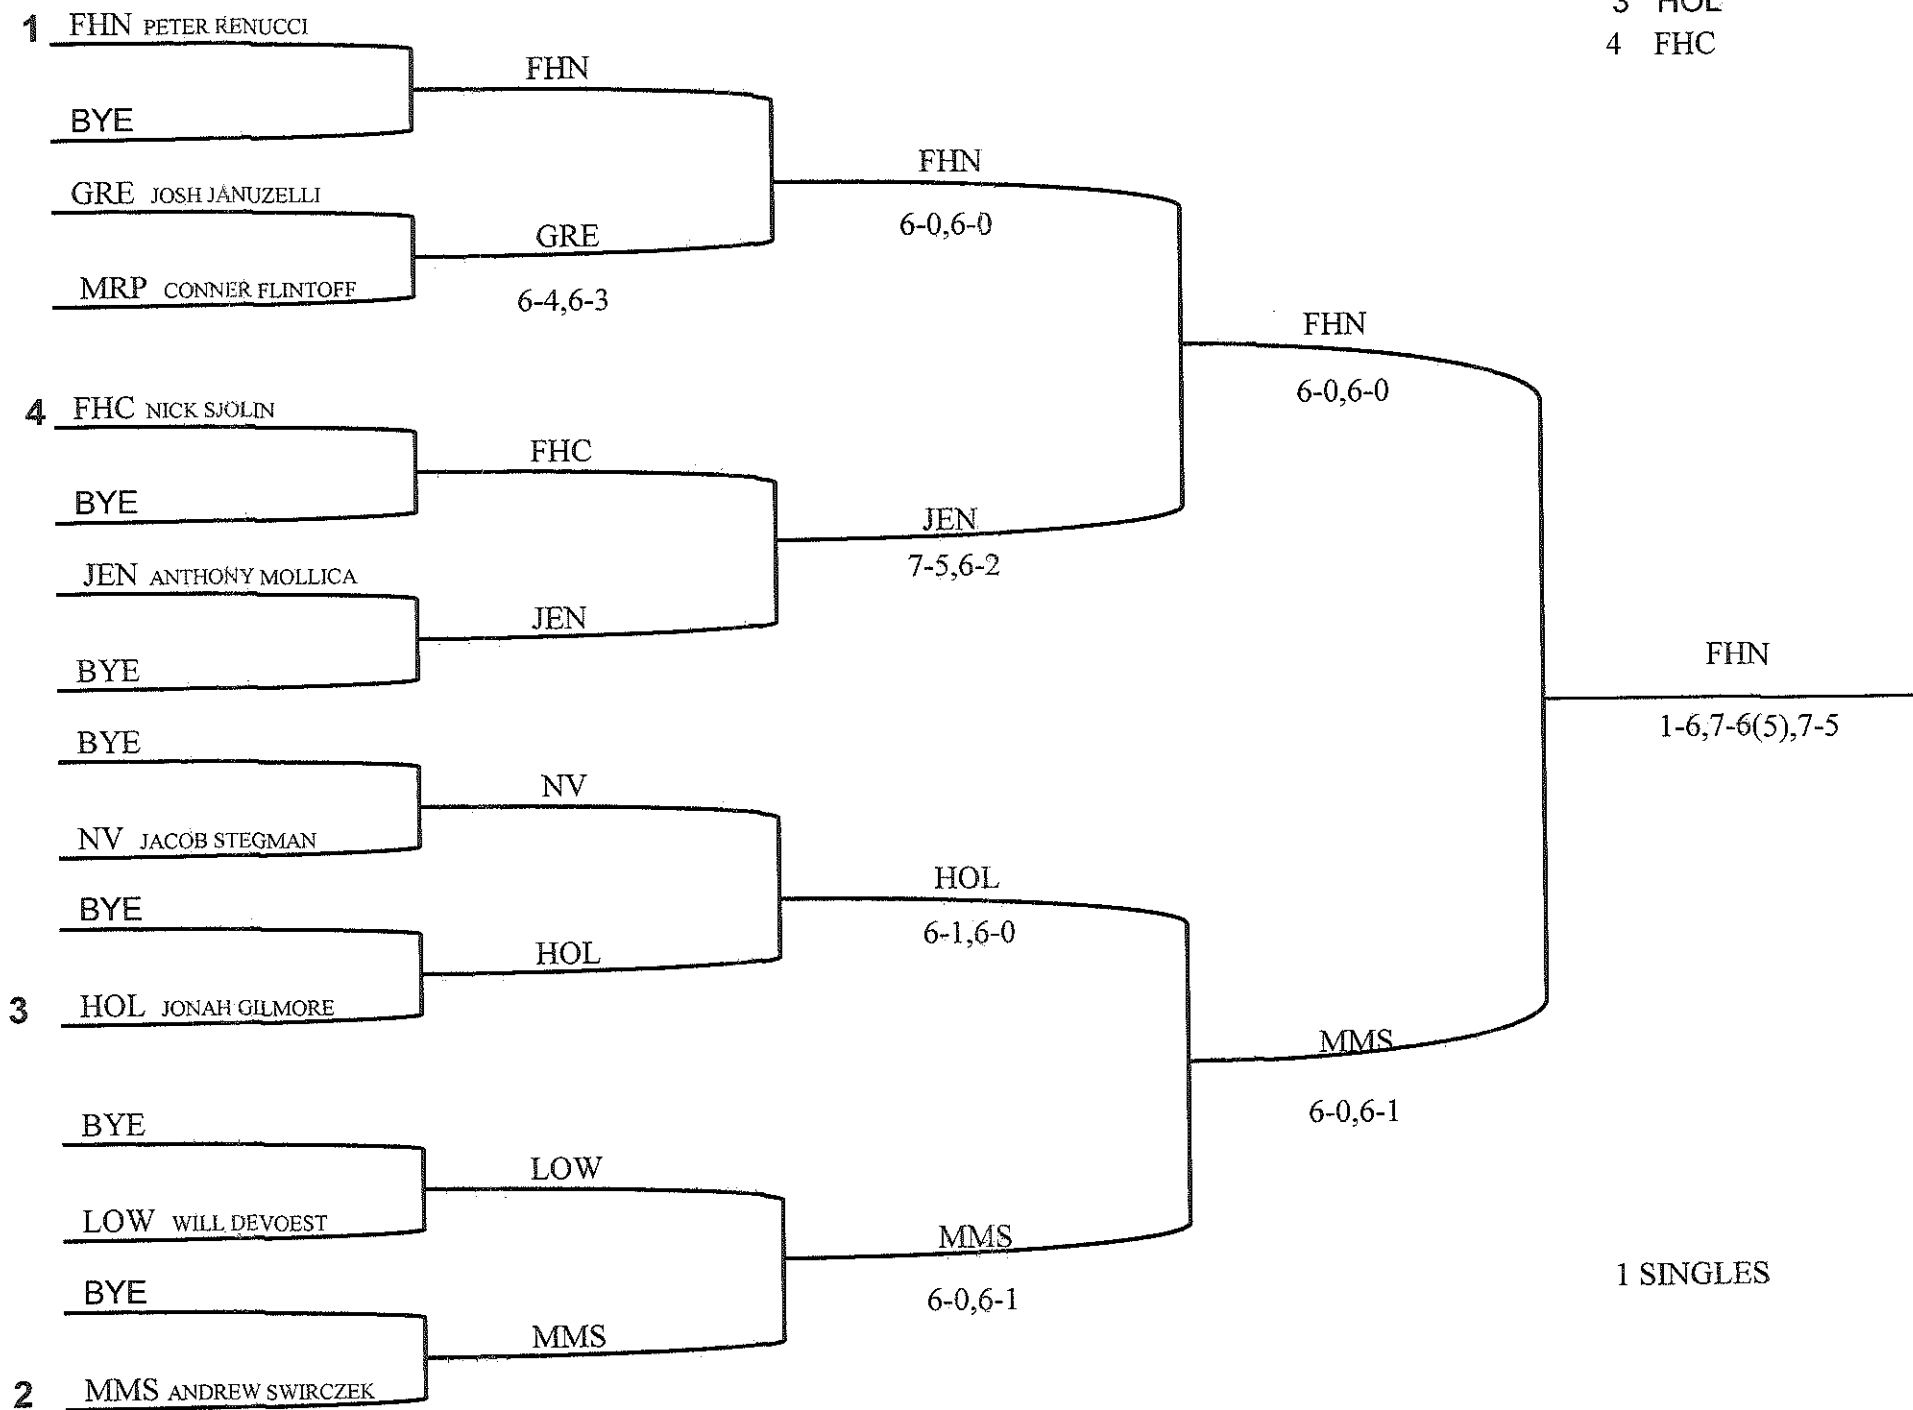 3 HOL
4 FHC
1 FHN PETER RENUCCI
FHN
BYE
FHN
6-0,6-0
GRE JOSH JANUZELLI
GRE
MRP CONNER FLINTOFF
6-4,6-3
FHN
6-0,6-0
4 FHC NICK SJOLIN
FHC
BYE
JEN
7-5,6-2
JEN ANTHONY MOLLICA
JEN
BYE
FHN
1-6,7-6(5),7-5
BYE
NV
NV JACOB STEGMAN
HOL
6-1,6-0
BYE
HOL
3 HOL JONAH GILMORE
MMS
6-0,6-1
BYE
LOW
LOW WILL DEVOEST
MMS
6-0,6-1
BYE
MMS
2 MMS ANDREW SWIRCZEK
1 SINGLES